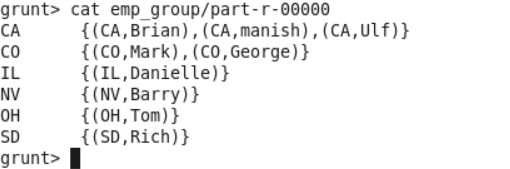 grunt> cat emp_group/part-r-00000
CA {(CA,Brian),(CA,manish),(CA,Ulf)}
CO {(CO,Mark),(CO,George)}
IL {(IL,Danielle)}
NV {(NV,Barry)}
OH {(OH,Tom)}
SD {(SD,Rich)}
grunt>